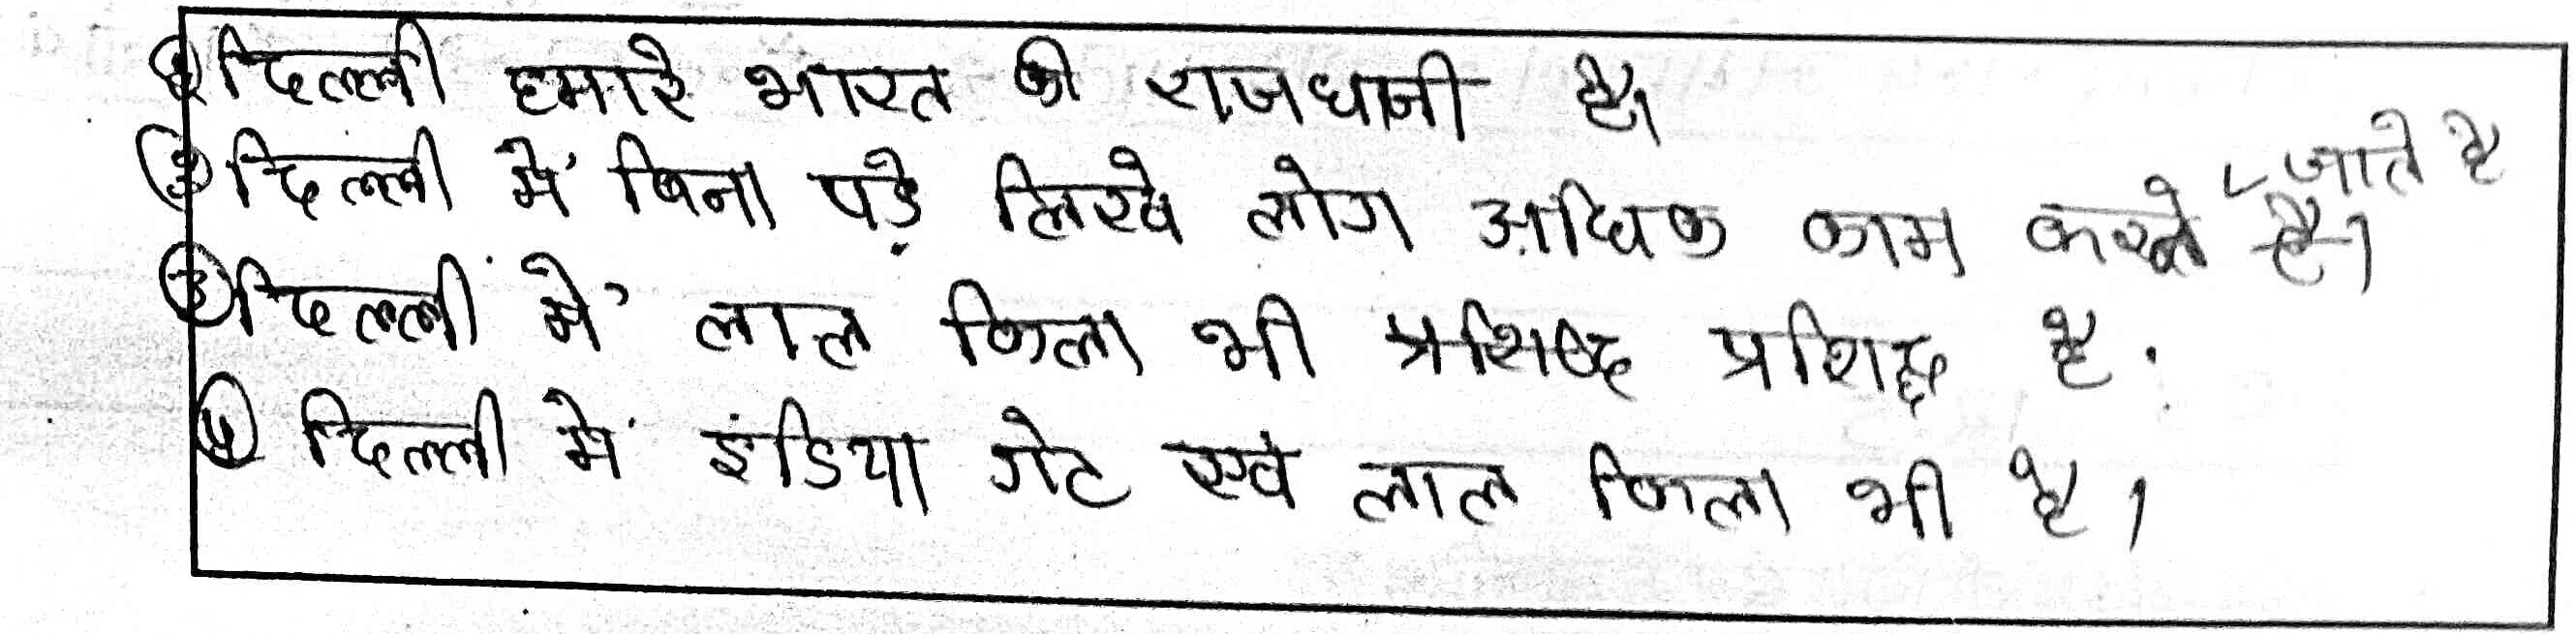 ① दिल्ली हमारे भारत की राजधानी है।
② दिल्ली में बिना पढ़े लिखे लोग अधिक काम करने जाते है
③ दिल्ली में लाल किला भी प्रशिध्द प्रशिद्ध है.
④ दिल्ली में इंडिया गेट एवं लाल किला भी है।